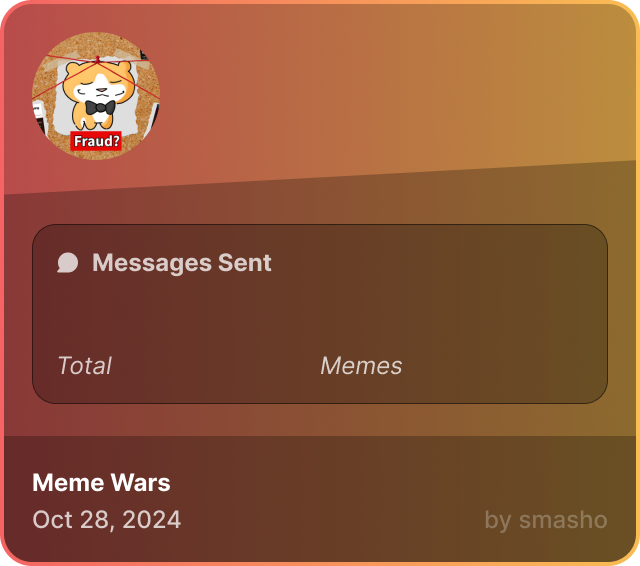 Fraud?
Messages Sent
Total
Memes
Meme Wars
Oct 28, 2024
by smasho